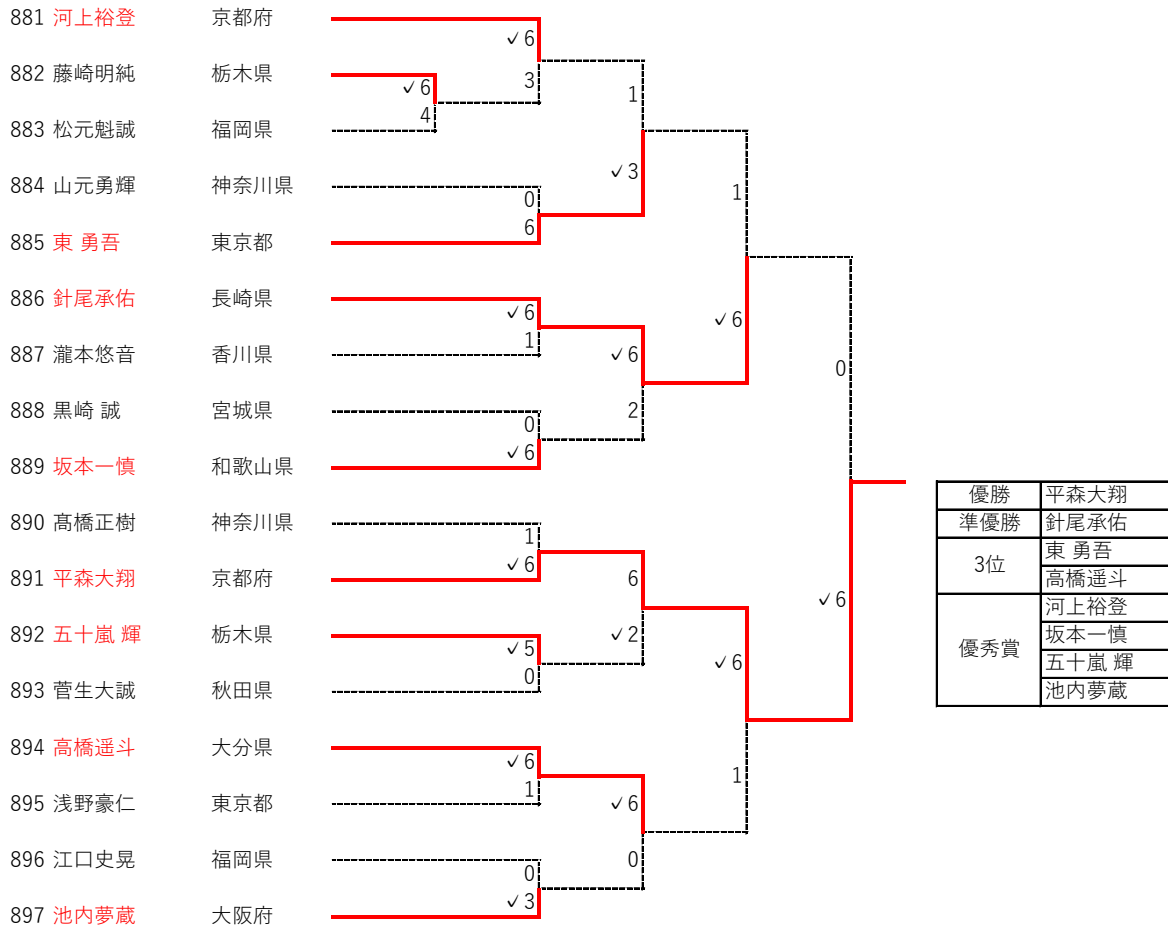 881 河上裕登 京都府
✓6
882 藤崎明純 栃木県
✓6
3
1
4
883 松元魁誠 福岡県
✓3
884 山元勇輝 神奈川県
0
1
6
885 東 勇吾 東京都
886 針尾承佑 長崎県
✓6
✓6
1
887 瀧本悠音 香川県
✓6
0
888 黒崎 誠 宮城県
2
0
✓6
889 坂本一慎 和歌山県
890 髙橋正樹 神奈川県
1
✓6
891 平森大翔 京都府
6
✓6
892 五十嵐 輝 栃木県
✓5
✓2
0
✓6
893 菅生大誠 秋田県
894 高橋遥斗 大分県
✓6
1
1
895 浅野豪仁 東京都
✓6
896 江口史晃 福岡県
0
0
✓3
897 池内夢蔵 大阪府
優勝 平森大翔
準優勝 針尾承佑
3位 東 勇吾
高橋遥斗
優秀賞 河上裕登
坂本一慎
五十嵐 輝
池内夢蔵